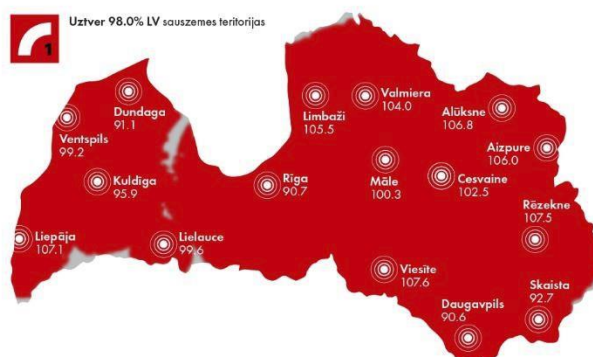 Uztver 98.0% LV sauszemes teritorijas
1
Dundaga
91.1
Ventspils
99.2
Kuldīga
95.9
Liepāja
107.1
Lielauce
99.6
Rīga
90.7
Limbaži
105.5
Valmiera
104.0
Alūksne
106.8
Aizpure
106.0
Māle
100.3
Cesvaine
102.5
Rēzekne
107.5
Viesīte
107.6
Skaista
92.7
Daugavpils
90.6